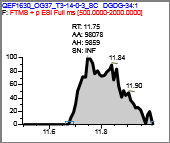 QEF1630_OG37_T3-14-0-3_SC DGDG-34:1
F: FTMS + p ESI Full ms [500.0000-2000.0000]
RT: 11.75
AA: 98078
AH: 9859
SN: INF
100
80
60
40
20
0
11.84
11.90
11.6
11.8